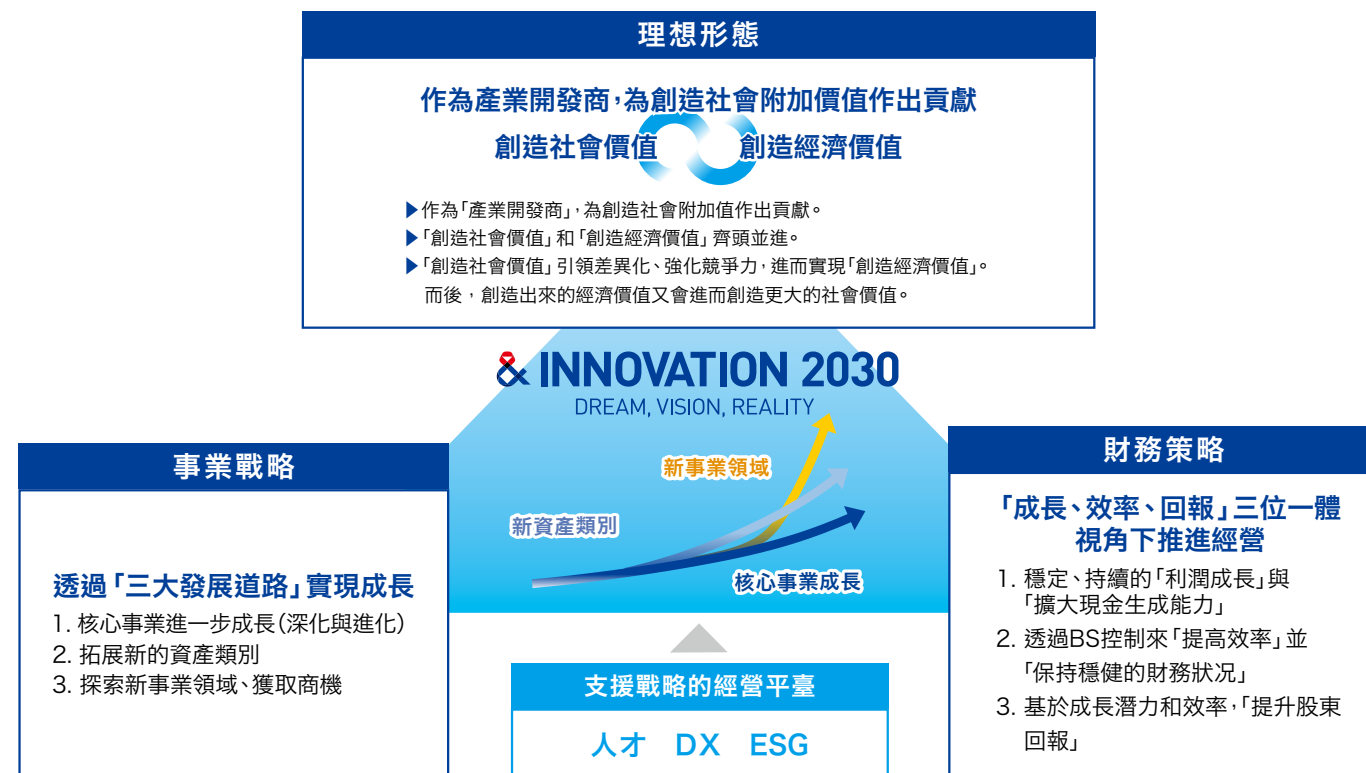 理想形態
作為產業開發商，為創造社會附加價值作出貢獻
創造社會價值 創造經濟價值
▶作為「產業開發商」，為創造社會附加值作出貢獻。
▶「創造社會價值」和「創造經濟價值」齊頭並進。
▶「創造社會價值」引領差異化、強化競爭力，進而實現「創造經濟價值」。
而後，創造出來的經濟價值又會進而創造更大的社會價值。
& INNOVATION 2030
DREAM, VISION, REALITY
新事業領域
新資產類別
核心事業成長
事業戰略
透過「三大發展道路」實現成長
1. 核心事業進一步成長（深化與進化）
2. 拓展新的資產類別
3. 探索新事業領域、獲取商機
支援戰略的經營平臺
人才 DX ESG
財務策略
「成長、效率、回報」三位一體
視角下推進經營
1. 穩定、持續的「利潤成長」與
「擴大現金生成能力」
2. 透過BS控制來「提高效率」並
「保持穩健的財務狀況」
3. 基於成長潛力和效率，「提升股東
回報」